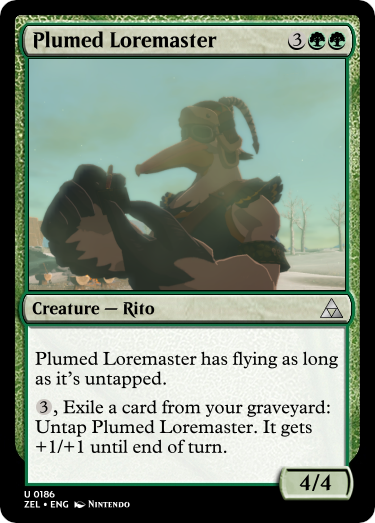 Plumed Loremaster 3
Creature — Rito
Plumed Loremaster has flying as long
as it's untapped.
3, Exile a card from your graveyard:
Untap Plumed Loremaster. It gets
+1/+1 until end of turn.
4/4
U 0186
ZEL • ENG Nintendo